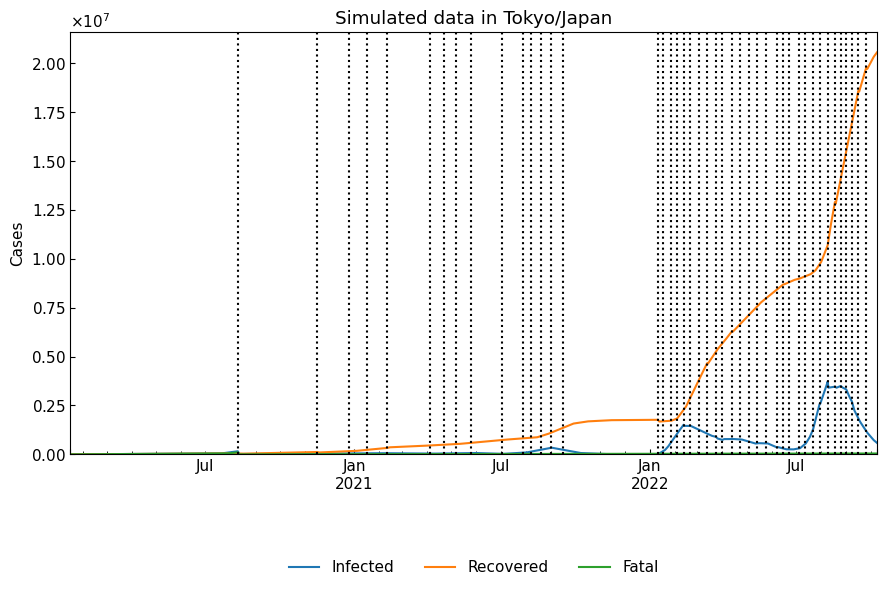 Simulated data in Tokyo/Japan
×10⁷
2.00
1.75
1.50
1.25
1.00
0.75
0.50
0.25
0.00
Cases
Jul Jan Jul Jan Jul
2021 2022
Infected Recovered Fatal